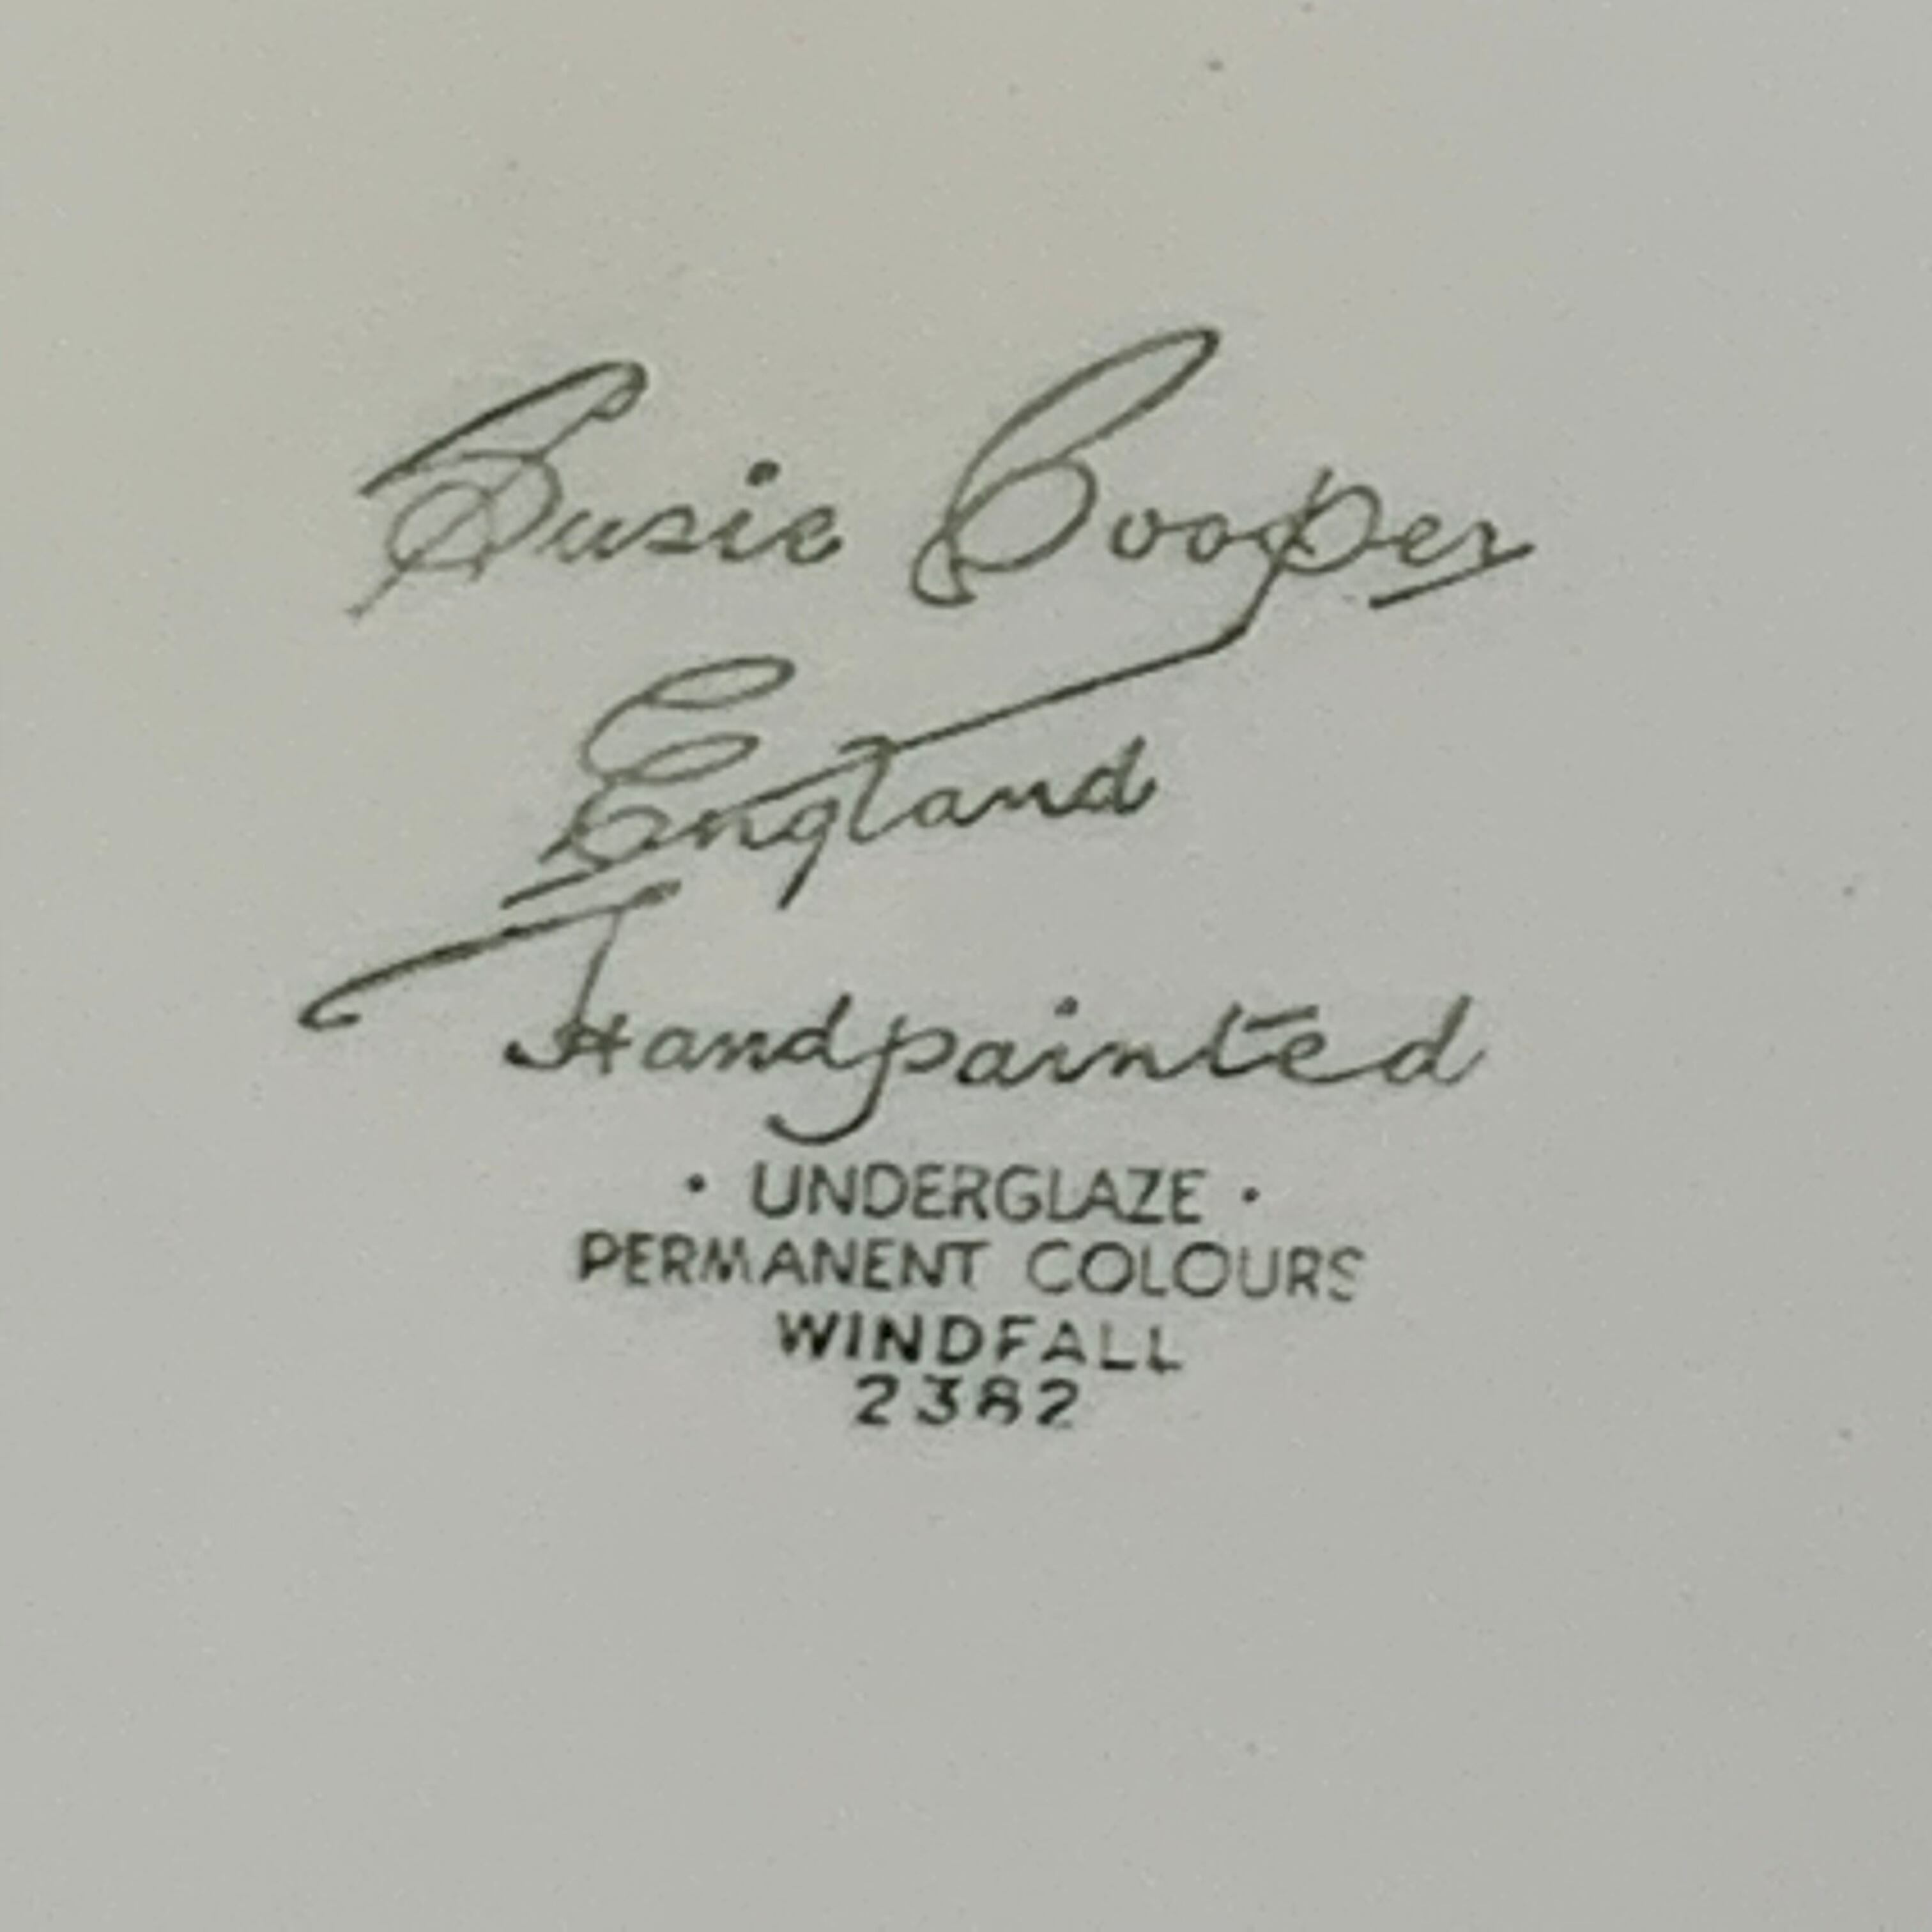 Susie Cooper
England
Handpainted
· UNDERGLAZE ·
PERMANENT COLOURS
WINDFALL
2382